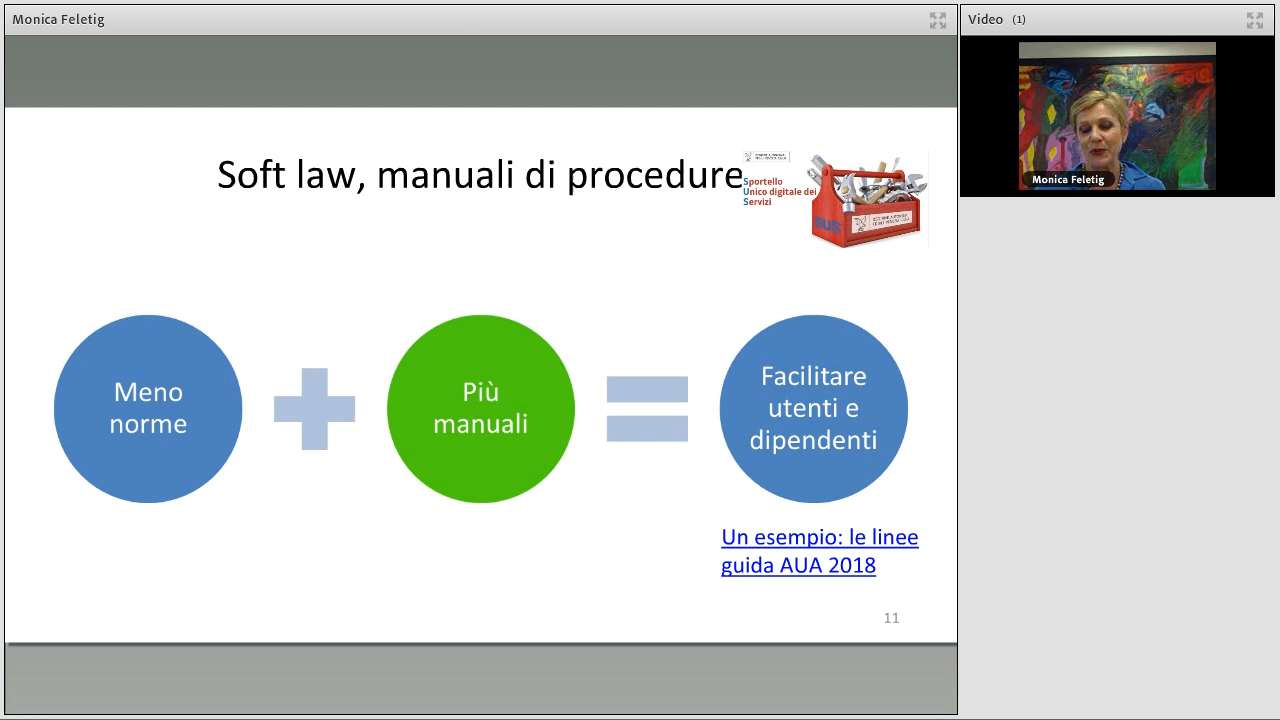 Monica Feletig
Video (1)
Monica Feletig
Soft law, manuali di procedure
Sportello
Unico digitale dei
Servizi
SUS
Meno
norme
Più
manuali
Facilitare
utenti e
dipendenti
Un esempio: le linee
guida AUA 2018
11